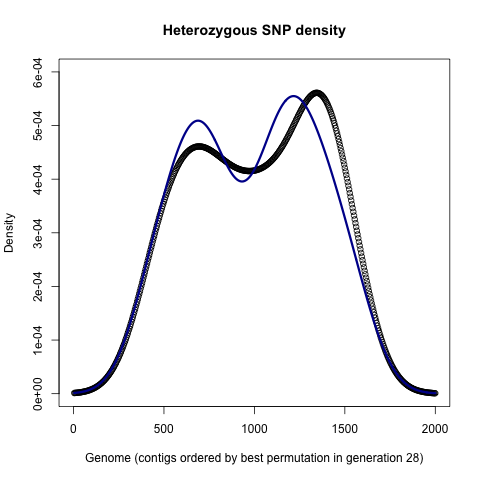 Heterozygous SNP density
6e-04
5e-04
4e-04
3e-04
2e-04
1e-04
0e+00
Density
0 500 1000 1500 2000
Genome (contigs ordered by best permutation in generation 28)